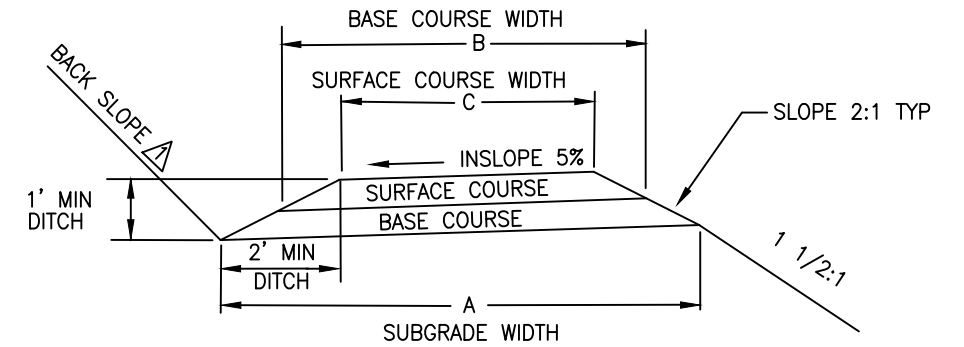 BASE COURSE WIDTH
B
BACK SLOPE 1
SURFACE COURSE WIDTH
C
SLOPE 2:1 TYP
INSLOPE 5%
SURFACE COURSE
1' MIN
DITCH
BASE COURSE
2' MIN
DITCH
1 1/2:1
A
SUBGRADE WIDTH